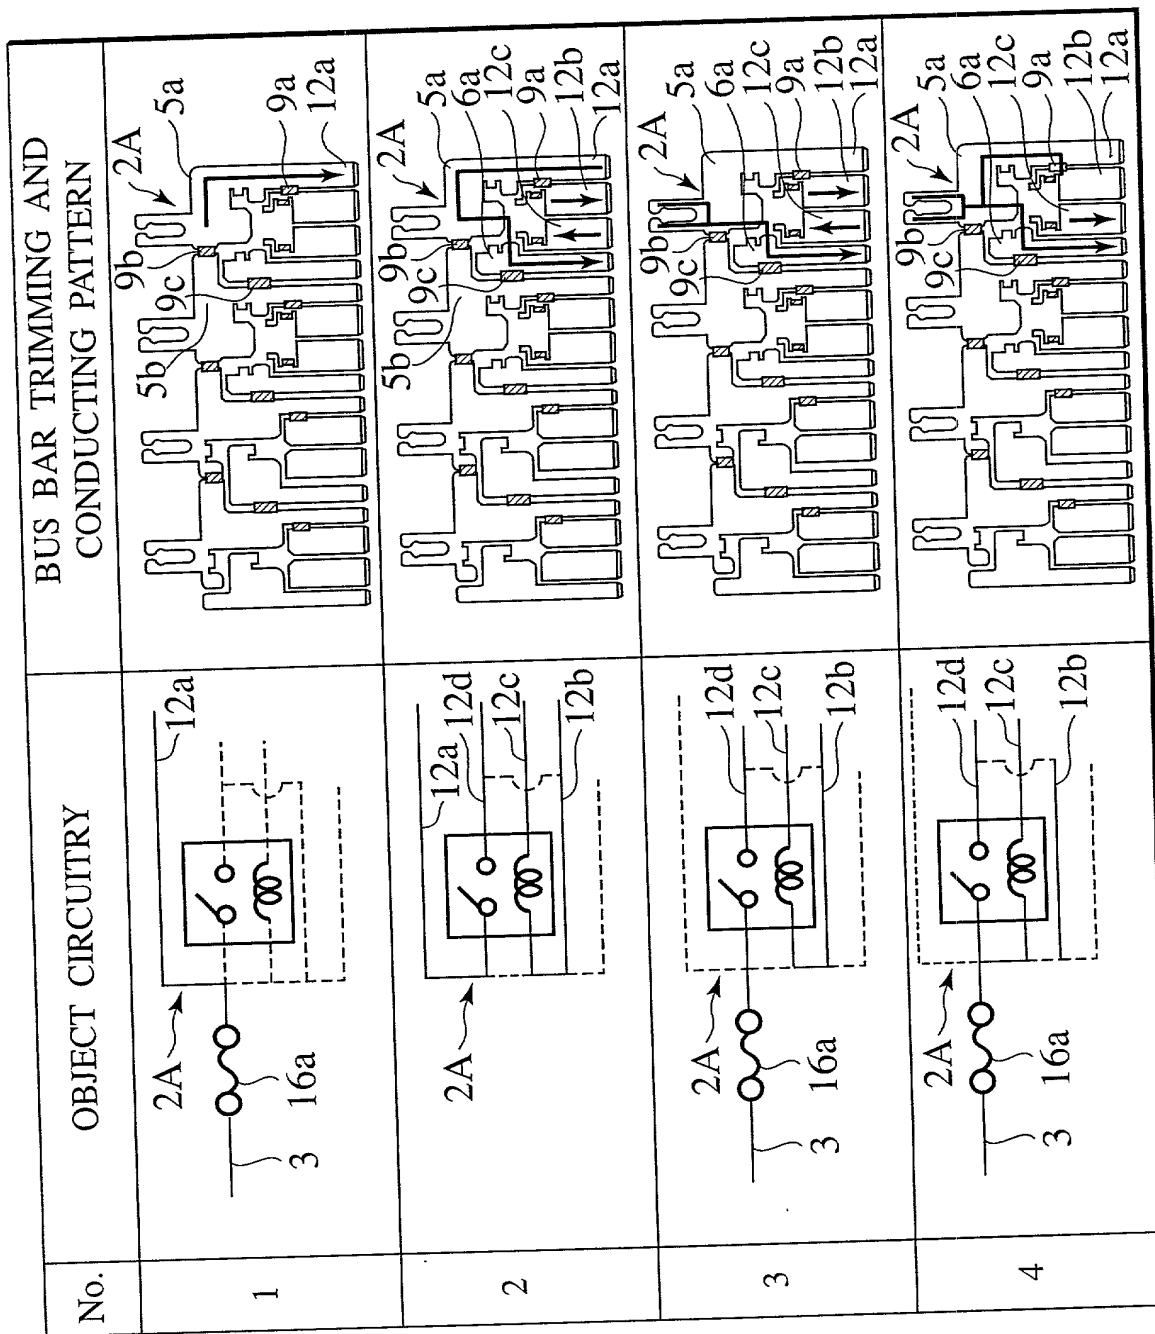 No.
OBJECT CIRCUITRY
BUS BAR TRIMMING AND
CONDUCTING PATTERN
1
2A
3
16a
12a
2A
5a
9b
9c
5b
9a
12a
2
2A
12a
12d
12c
12b
2A
5a
6a
12c
9a
12b
12a
9b
9c
5b
3
2A
3
16a
12d
12c
12b
2A
5a
6a
12c
9a
12b
12a
9b
9c
4
2A
3
16a
12d
12c
12b
2A
5a
6a
12c
9a
12b
12a
9b
9c